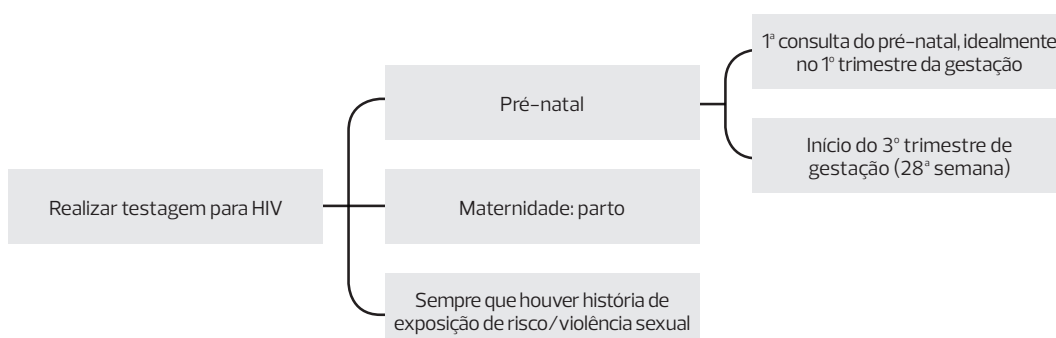 1ª consulta do pré-natal, idealmente
no 1º trimestre da gestação
Pré-natal
Início do 3º trimestre de
gestação (28ª semana)
Realizar testagem para HIV
Maternidade: parto
Sempre que houver história de
exposição de risco/violência sexual